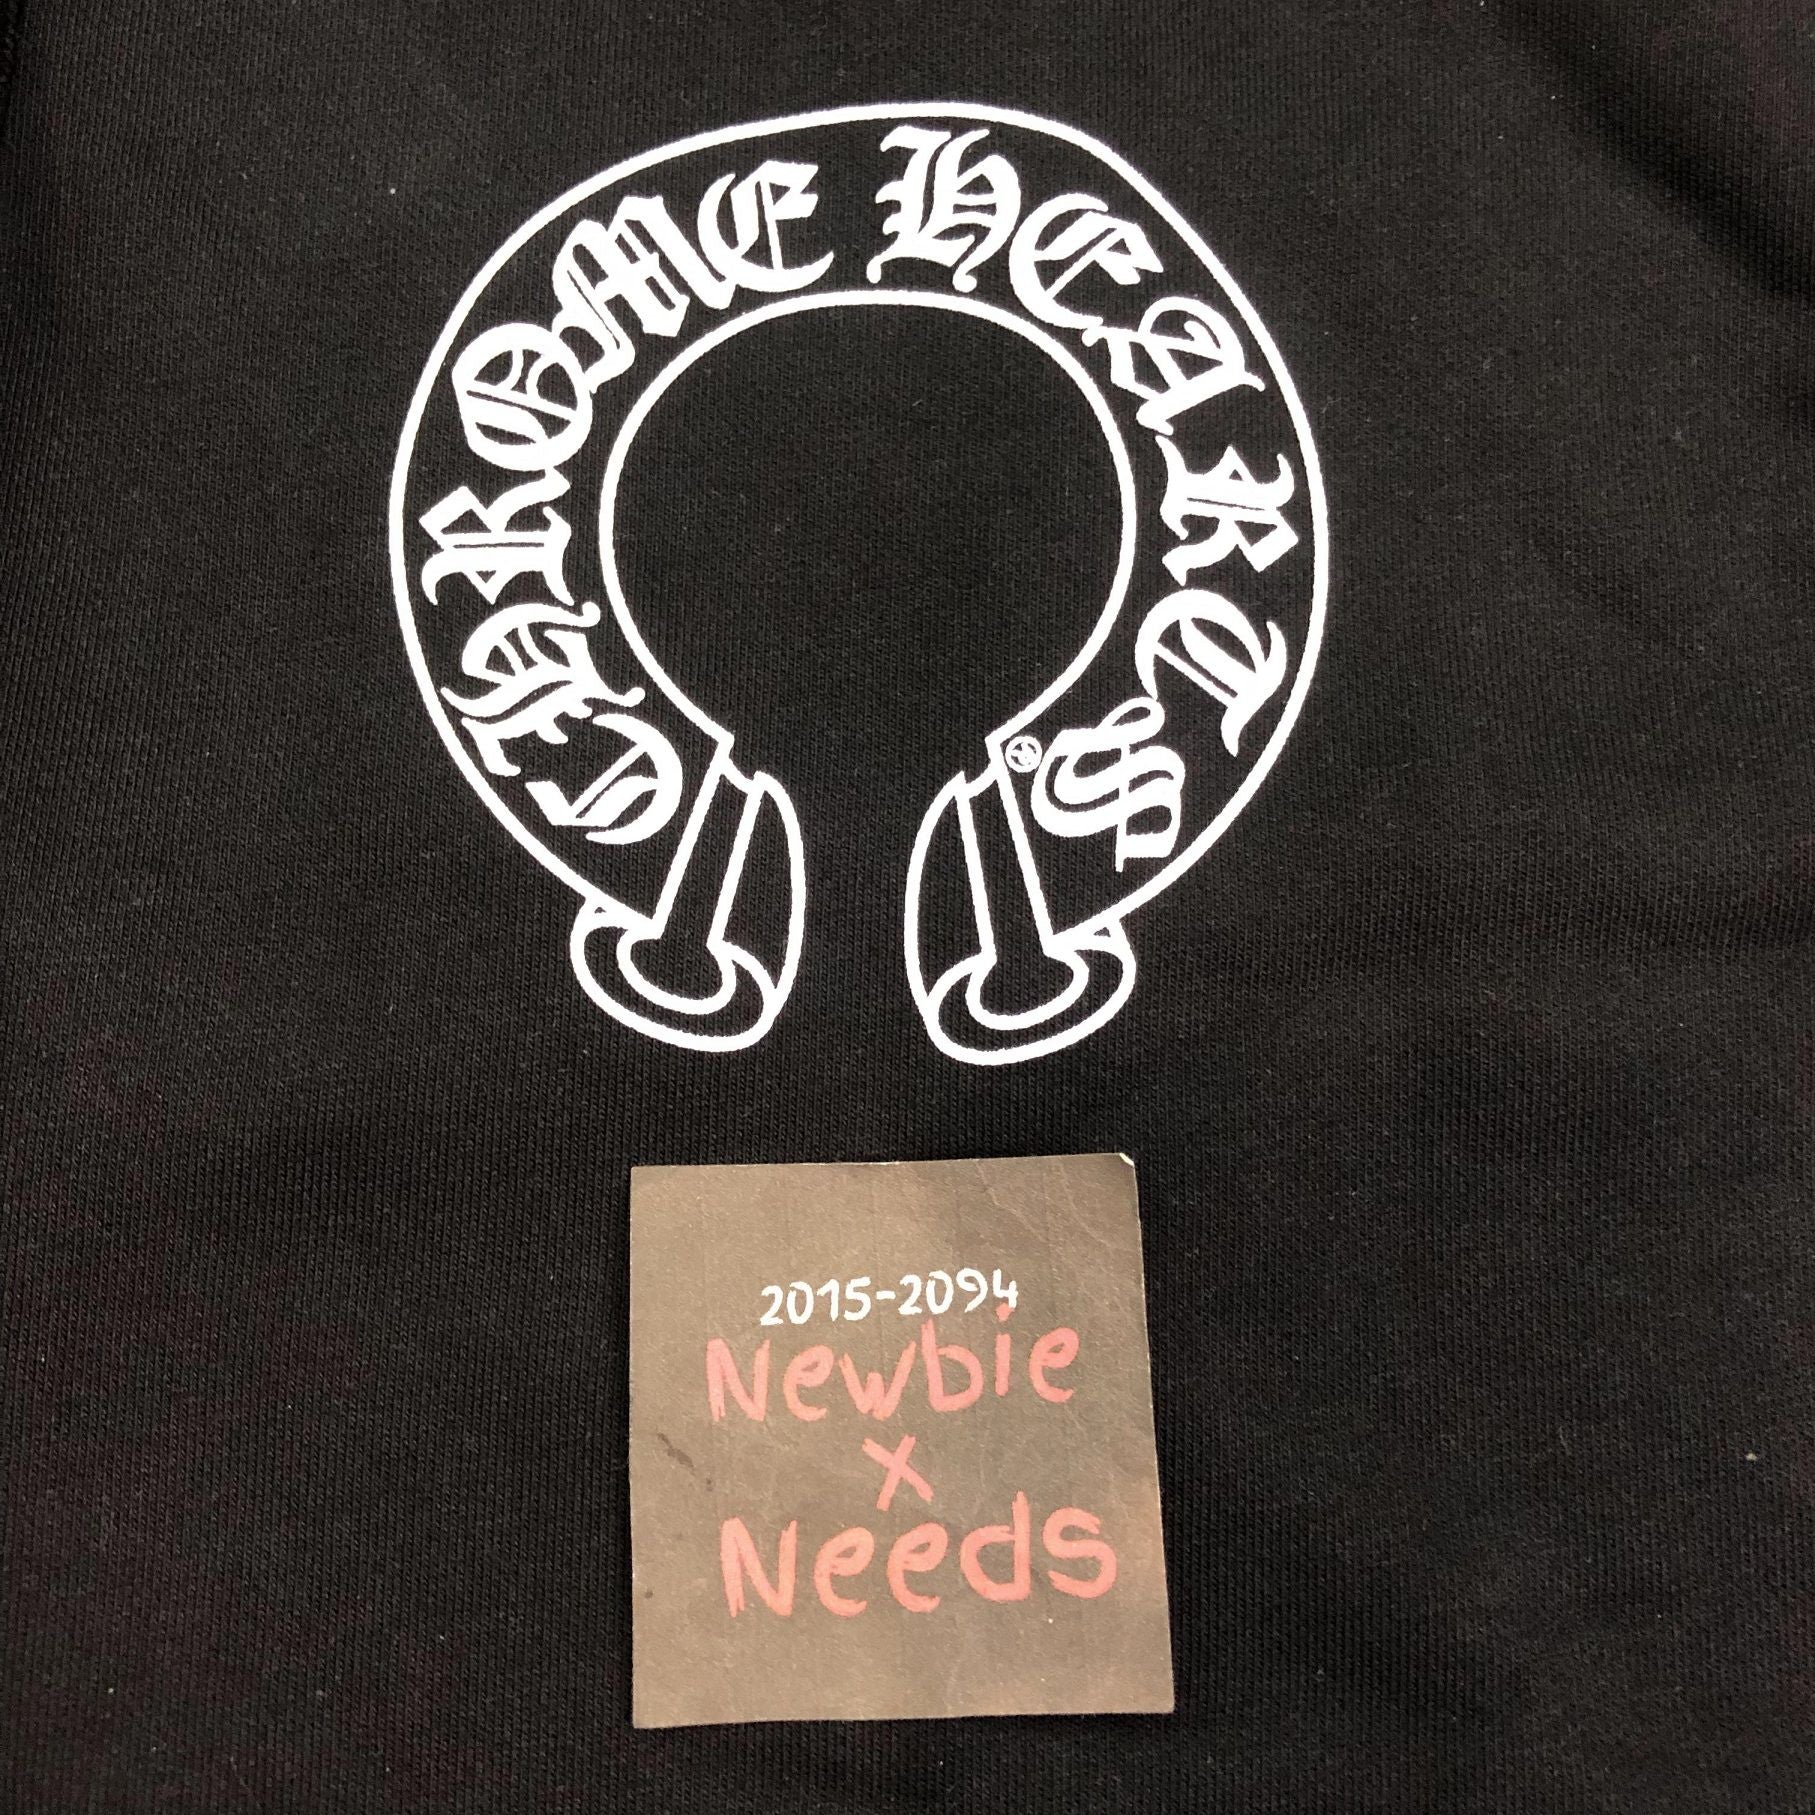 CHROME HEARTS
®
2015-2094
Newbie
x
Needs